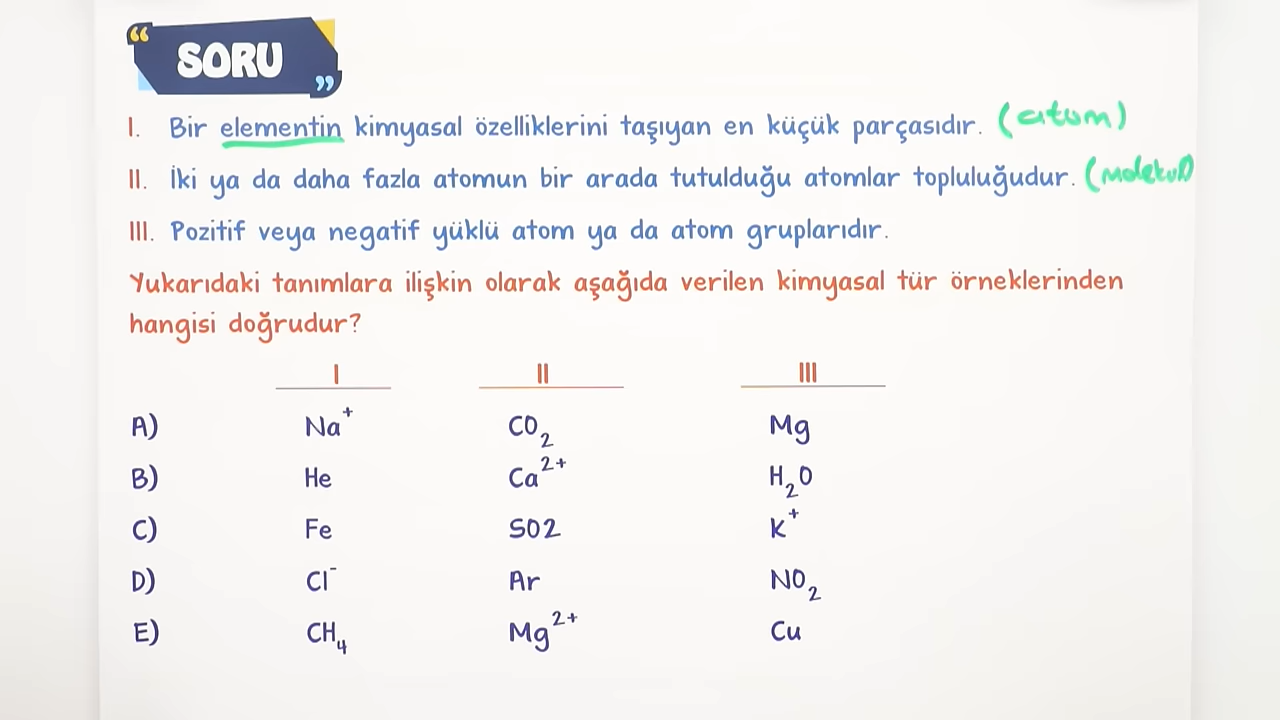 “ SORU ”
I. Bir elementin kimyasal özelliklerini taşıyan en küçük parçasıdır. (atom)
II. İki ya da daha fazla atomun bir arada tutulduğu atomlar topluluğudur. (molekül)
III. Pozitif veya negatif yüklü atom ya da atom gruplarıdır.
Yukarıdaki tanımlara ilişkin olarak aşağıda verilen kimyasal tür örneklerinden
hangisi doğrudur?
I II III
A) Na⁺ CO₂ Mg
B) He Ca²⁺ H₂O
C) Fe SO2 K⁺
D) Cl⁻ Ar NO₂
E) CH₄ Mg²⁺ Cu